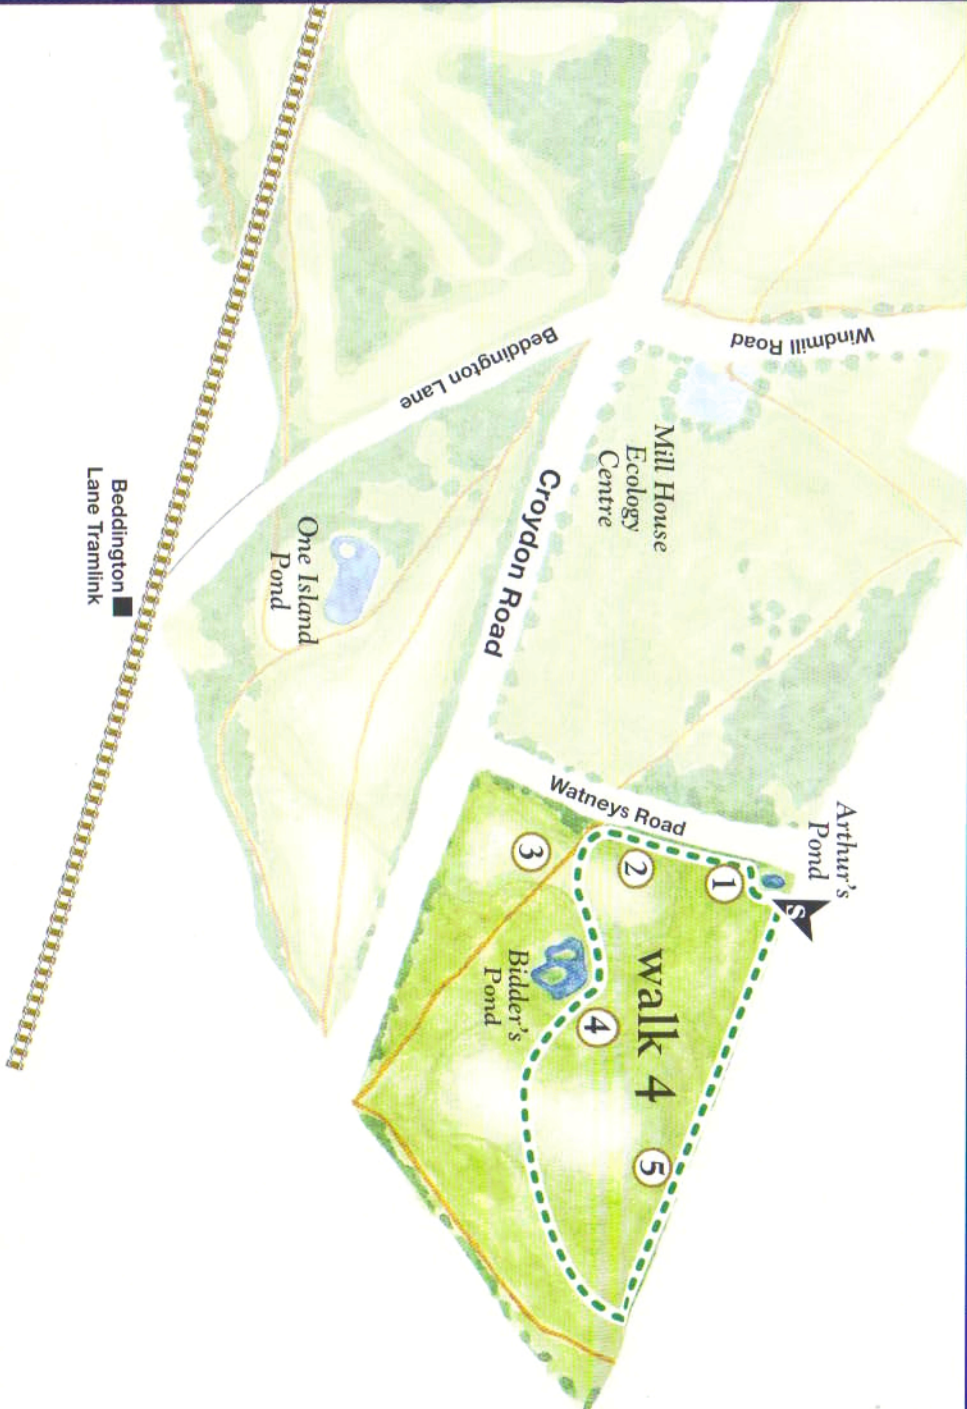 Windmill Road
Mill House
Ecology
Centre
Beddington Lane
Croydon Road
One Island
Pond
Beddington
Lane Tramlink
Watneys Road
Arthur's
Pond
S
1
2
3
walk 4
Bidder's
Pond
4
5